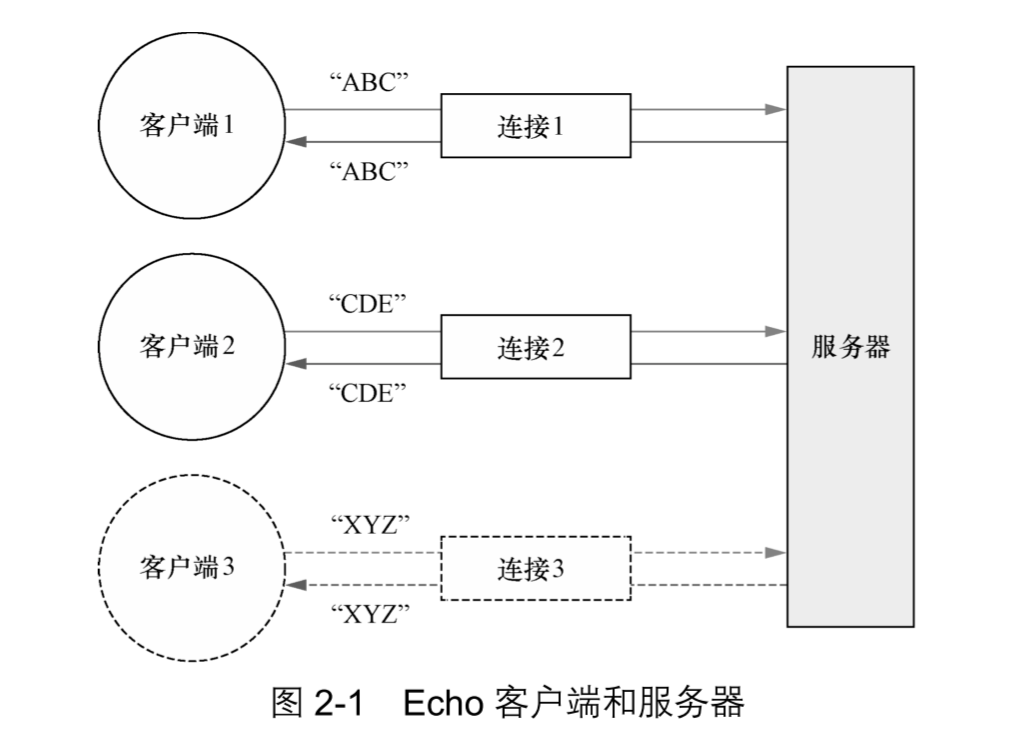 “ABC”
客户端1
连接1
“ABC”
“CDE”
客户端2
连接2
服务器
“CDE”
“XYZ”
客户端3
连接3
“XYZ”
图 2-1 Echo 客户端和服务器